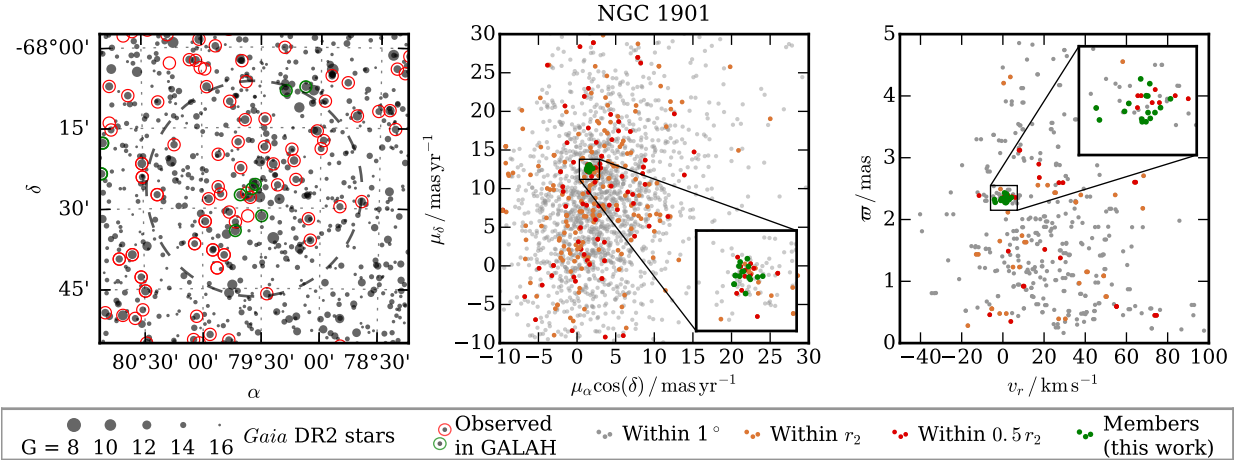 NGC 1901
-68°00'
15'
30'
45'
δ
80°30' 00' 79°30' 00' 78°30'
α
30
25
20
15
10
5
0
−5
−10
μδ / mas yr⁻¹
−10 −5 0 5 10 15 20 25 30
μα cos(δ) / mas yr⁻¹
5
4
3
2
1
0
ϖ / mas
−40 −20 0 20 40 60 80 100
vr / km s⁻¹
G = 8 10 12 14 16
Gaia DR2 stars
Observed
in GALAH
Within 1°
Within r₂
Within 0.5 r₂
Members
(this work)